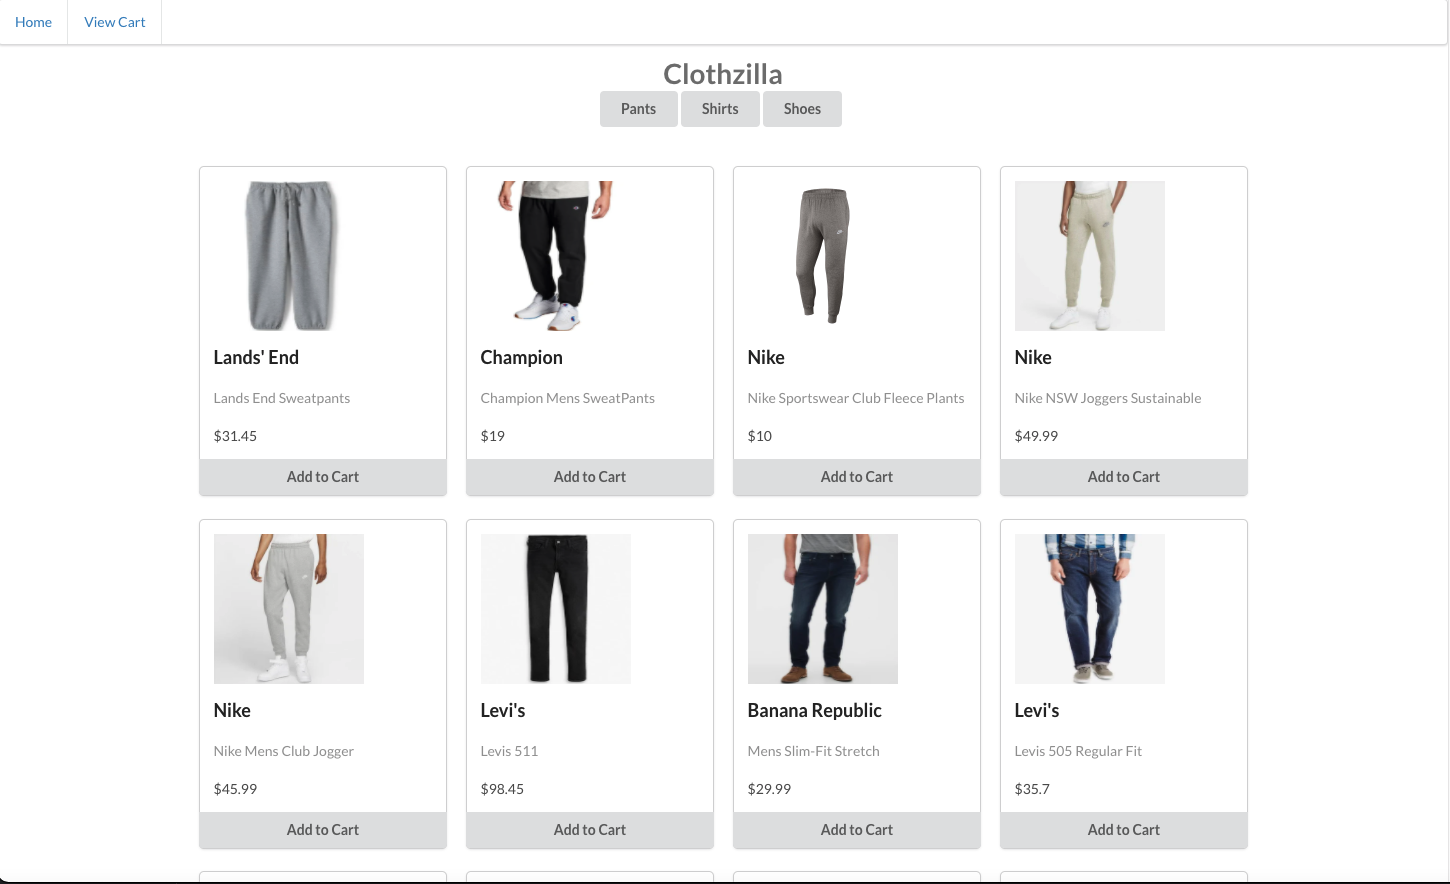 Home View Cart
Clothzilla
Pants Shirts Shoes
Lands' End
Lands End Sweatpants
$31.45
Add to Cart
Champion
Champion Mens SweatPants
$19
Add to Cart
Nike
Nike Sportswear Club Fleece Plants
$10
Add to Cart
Nike
Nike NSW Joggers Sustainable
$49.99
Add to Cart
Nike
Nike Mens Club Jogger
$45.99
Add to Cart
Levi's
Levis 511
$98.45
Add to Cart
Banana Republic
Mens Slim-Fit Stretch
$29.99
Add to Cart
Levi's
Levis 505 Regular Fit
$35.7
Add to Cart